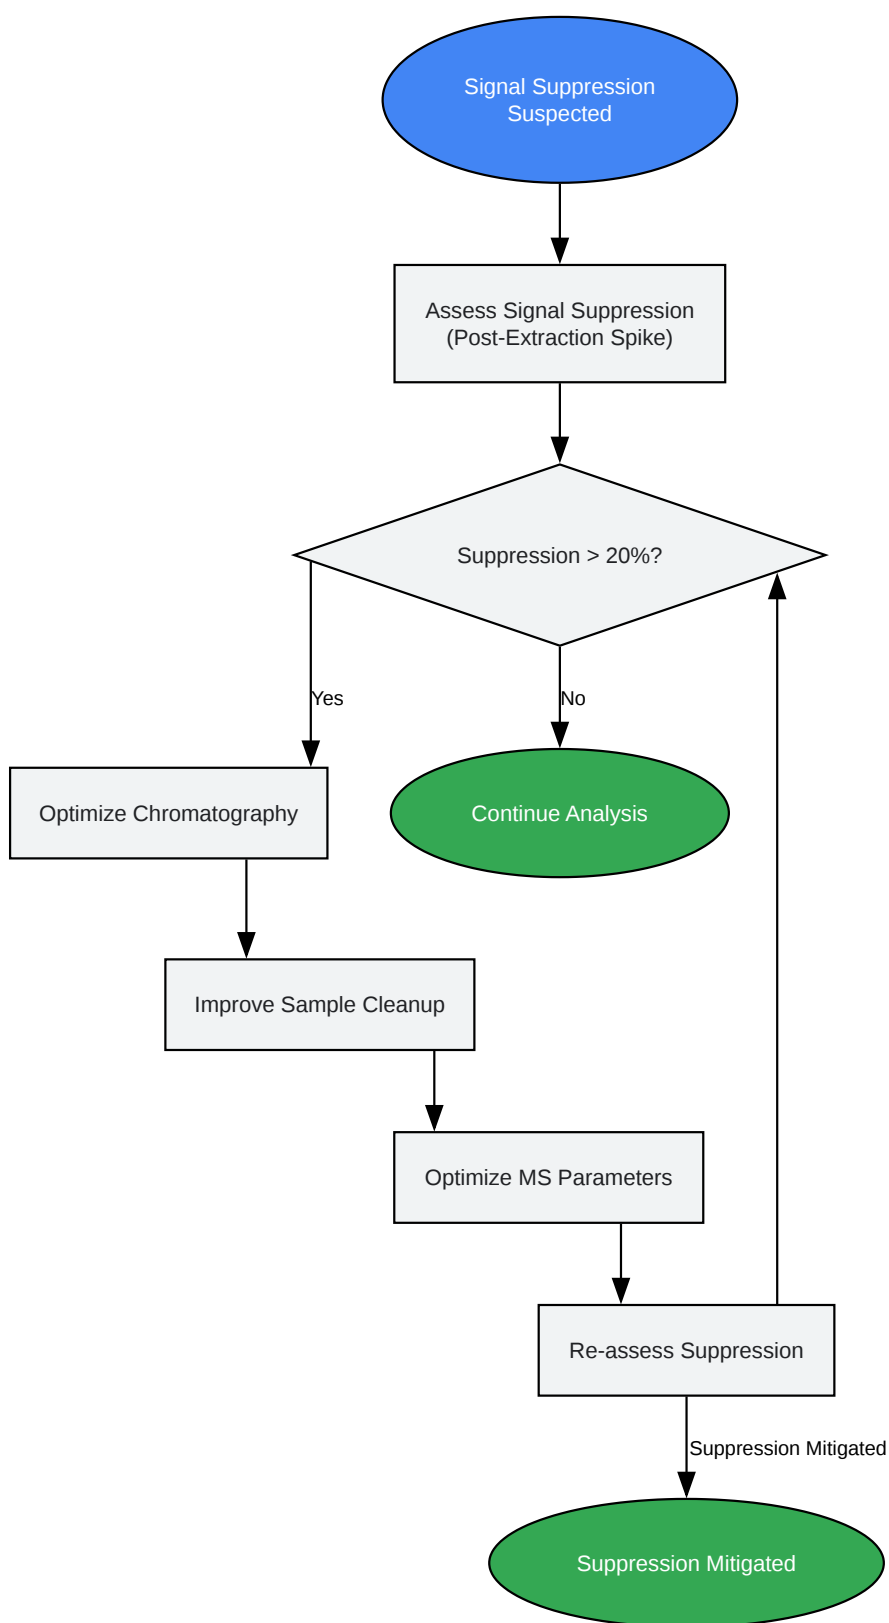 Signal Suppression
Suspected
Assess Signal Suppression
(Post-Extraction Spike)
Suppression > 20%?
Yes
No
Optimize Chromatography
Continue Analysis
Improve Sample Cleanup
Optimize MS Parameters
Re-assess Suppression
Suppression Mitigated
Suppression Mitigated